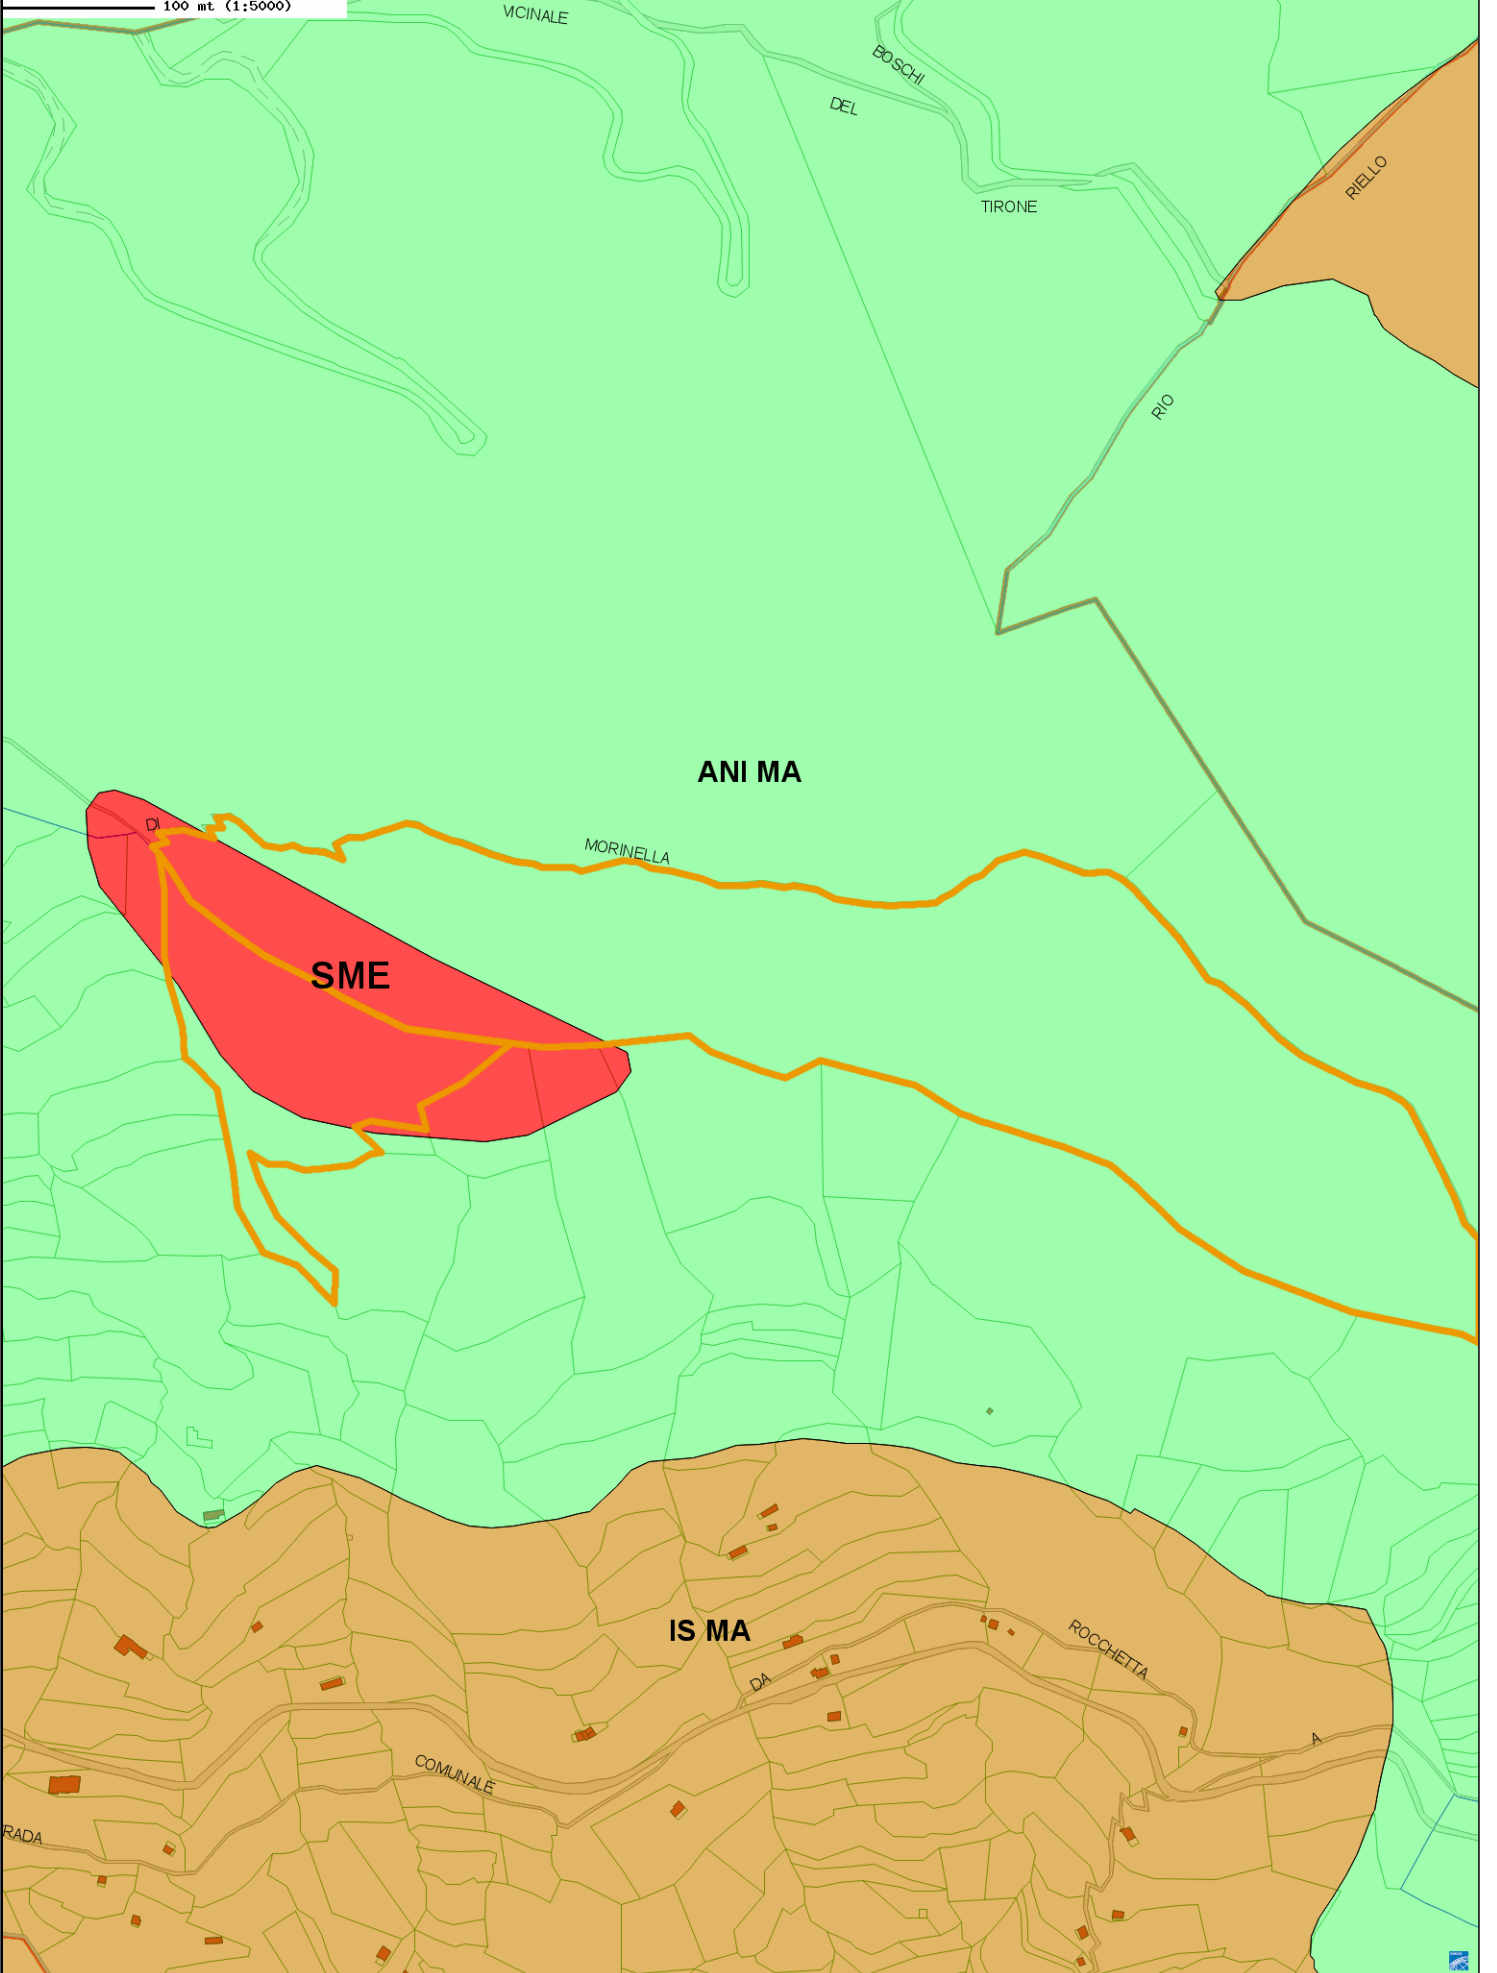 100 mt (1:5000)
VICINALE
BOSCHI
DEL
RIELLO
TIRONE
RIO
ANI MA
DI
MORINELLA
SME
IS MA
ROCCHETTA
DA
A
COMUNALE
RADA